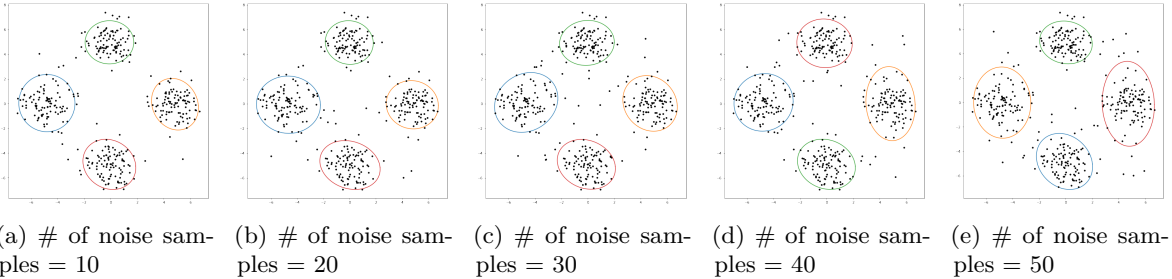 (a) # of noise sam-
ples = 10
(b) # of noise sam-
ples = 20
(c) # of noise sam-
ples = 30
(d) # of noise sam-
ples = 40
(e) # of noise sam-
ples = 50